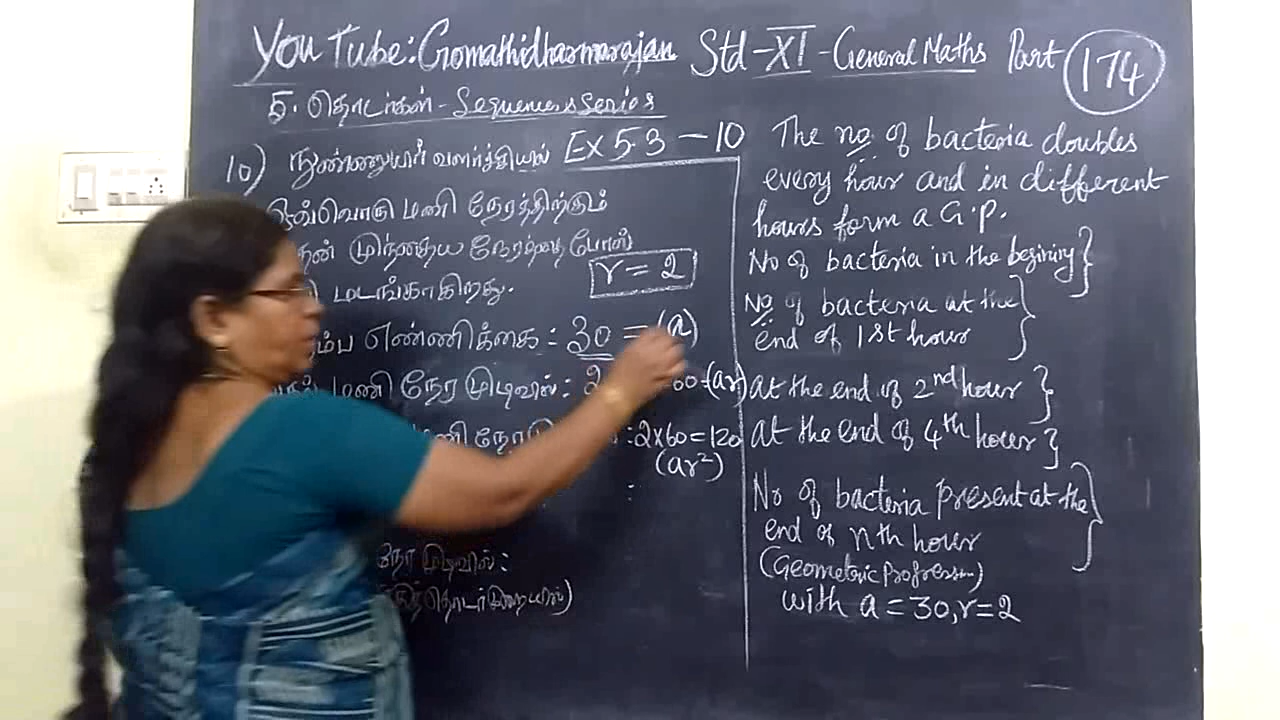 YouTube:Gomathidharmarajan Std - XI - General Maths Part 174
5. தொடர்கள் - Sequences & Series
Ex 5.3 - 10
10) நுண்ணுயிர் வளர்ச்சியில்
ஒவ்வொரு மணி நேரத்திற்கும்
முந்தைய நேரத்தை போல்
மடங்காகிறது.
r = 2
எண்ணிக்கை : 30 = (a)
மணி நேர முடிவில் : 2 60 = (ar)
: 2x60 = 120
(ar²)
:
நேர முடிவில் :
The no of bacteria doubles
every hour and in different
hours form a G.P.
No of bacteria in the begining }
No of bacteria at the
end of 1st hour }
at the end of 2nd hour }
at the end of 4th hour }
No of bacteria present at the
end of nth hour }
(Geometric Progression)
with a = 30, r = 2